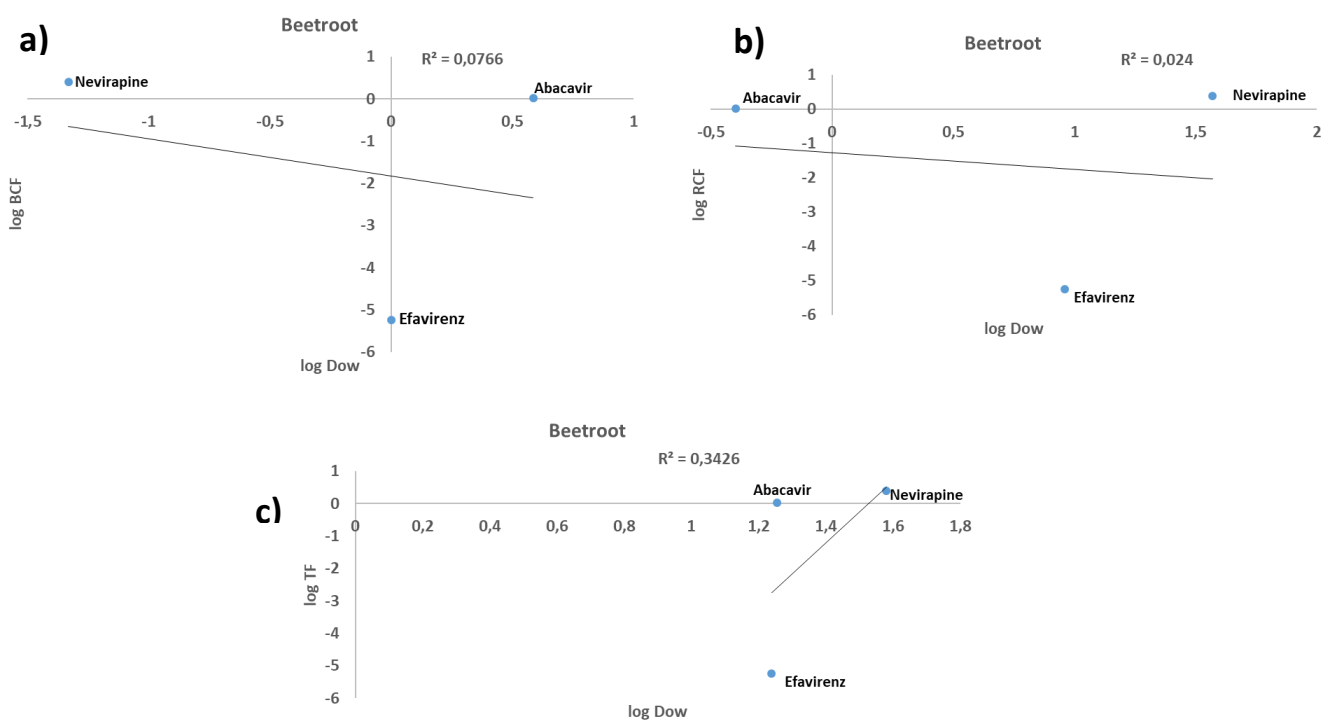 a)
Beetroot
R² = 0,0766
1
Nevirapine
Abacavir
0
-1,5
-1
-0,5
0
0,5
1
-1
-2
-3
-4
-5
Efavirenz
-6
log BCF
log Dow
b)
Beetroot
R² = 0,024
1
Abacavir
Nevirapine
0
-0,5
0
0,5
1
1,5
2
-1
-2
-3
-4
-5
Efavirenz
-6
log RCF
log Dow
c)
Beetroot
R² = 0,3426
1
Abacavir
Nevirapine
0
0
0,2
0,4
0,6
0,8
1
1,2
1,4
1,6
1,8
-1
-2
-3
-4
-5
Efavirenz
-6
log TF
log Dow